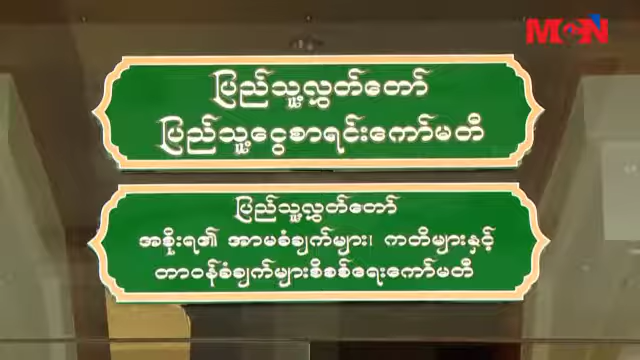 MCN
ပြည်သူ့လွှတ်တော်
ပြည်သူ့ငွေစာရင်းကော်မတီ
ပြည်သူ့လွှတ်တော်
အစိုးရ၏ အာမခံချက်များ၊ ကတိများနှင့်
တာဝန်ခံချက်များစိစစ်ရေးကော်မတီ